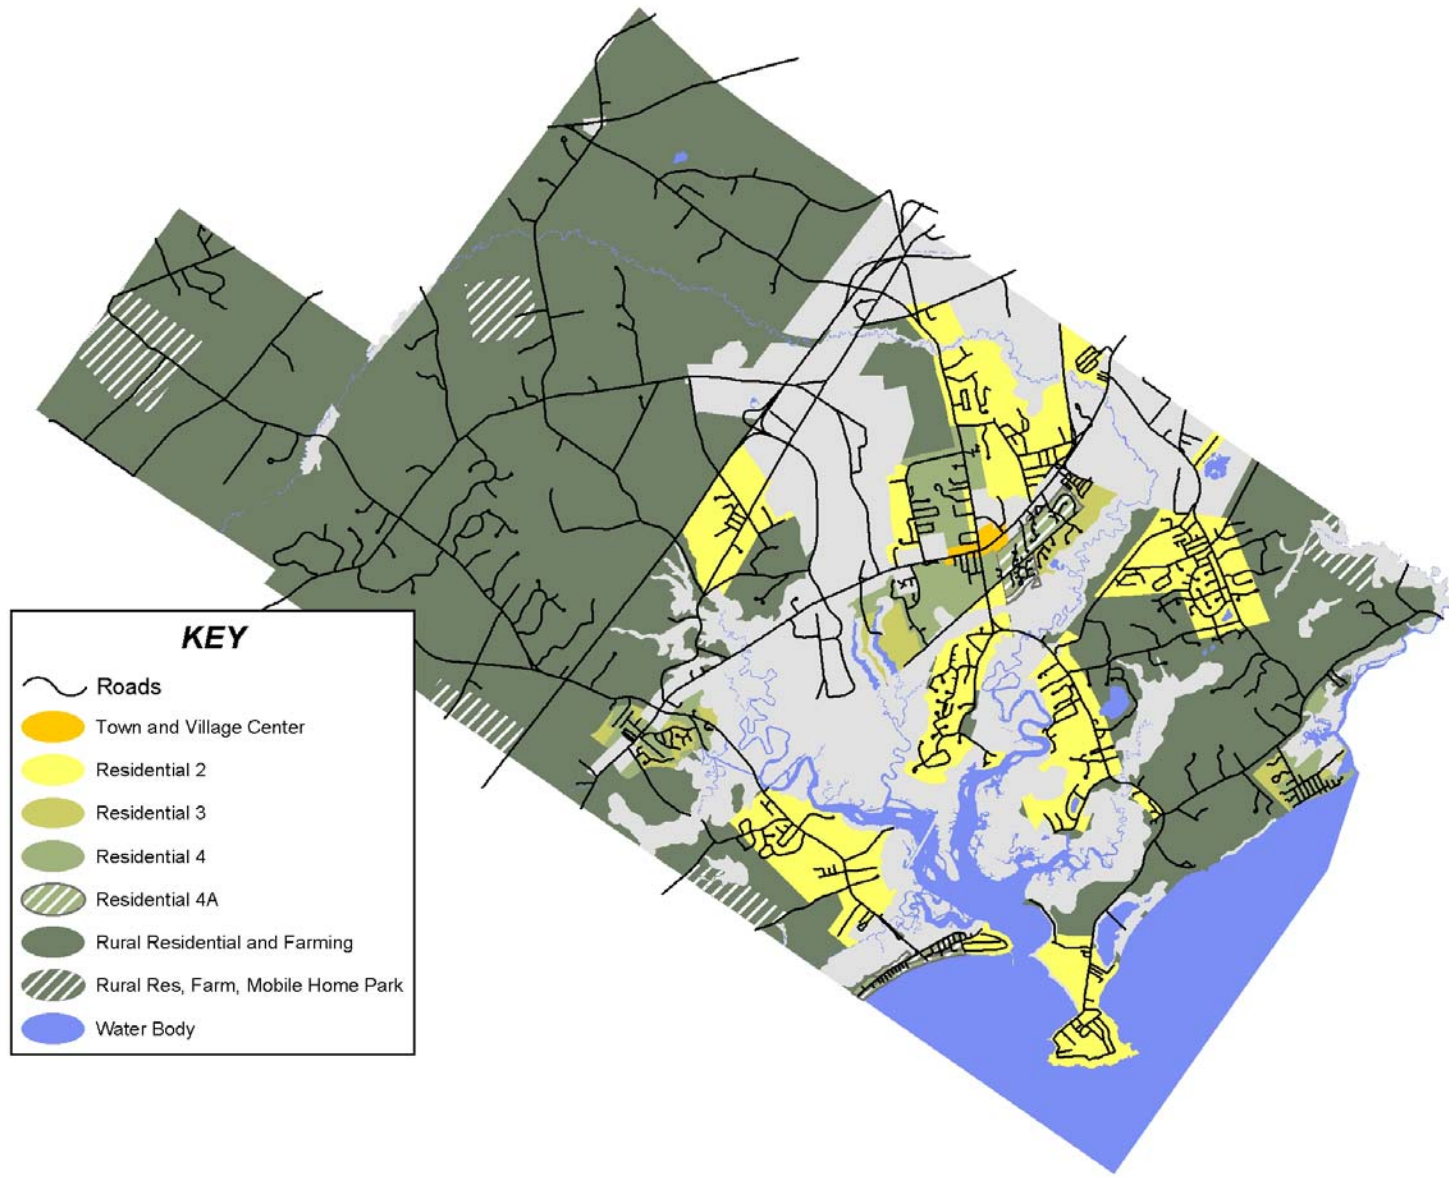 KEY
Roads
Town and Village Center
Residential 2
Residential 3
Residential 4
Residential 4A
Rural Residential and Farming
Rural Res, Farm, Mobile Home Park
Water Body